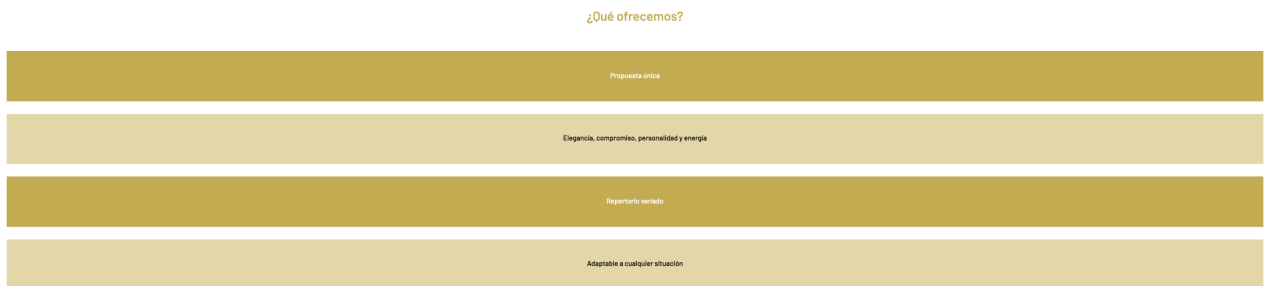 ¿Qué ofrecemos?
Propuesta única
Elegancia, compromiso, personalidad y energía
Repertorio variado
Adaptable a cualquier situación